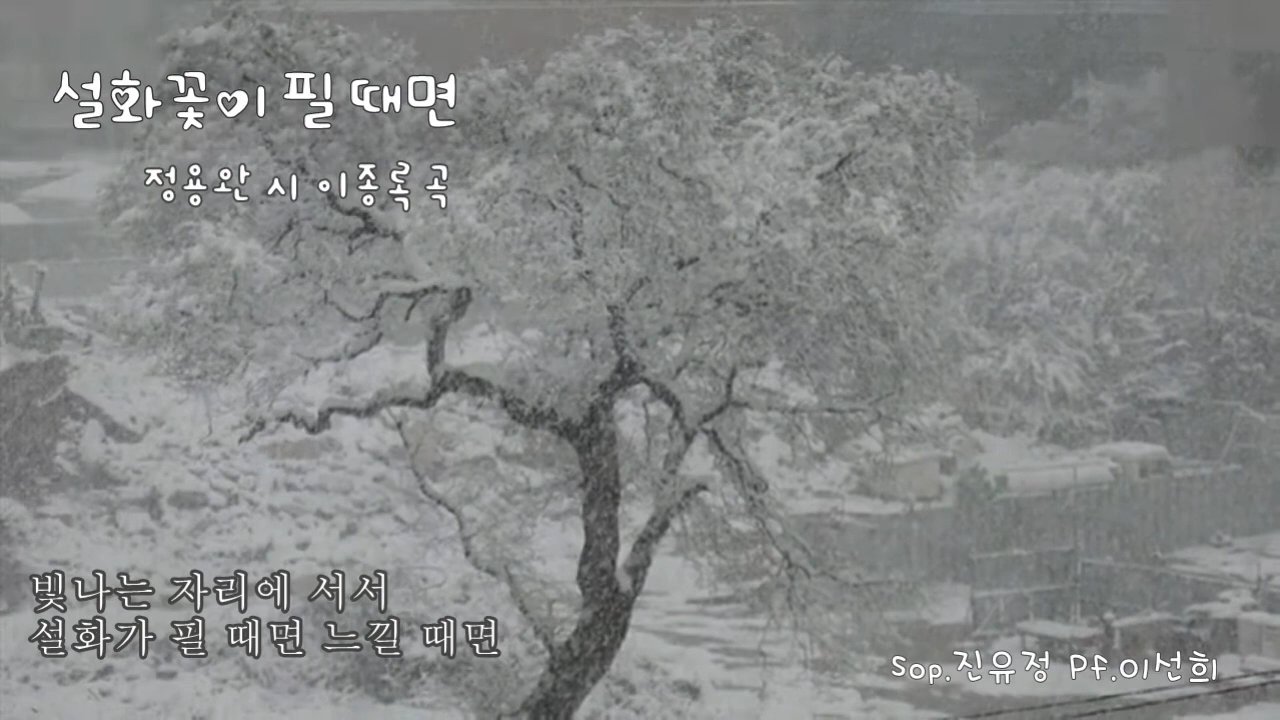 설화꽃이 필 때면
정용완 시 이종록 곡
빛나는 자리에 서서
설화가 필 때면 느낄 때면
Sop.진유정 Pf.이선희